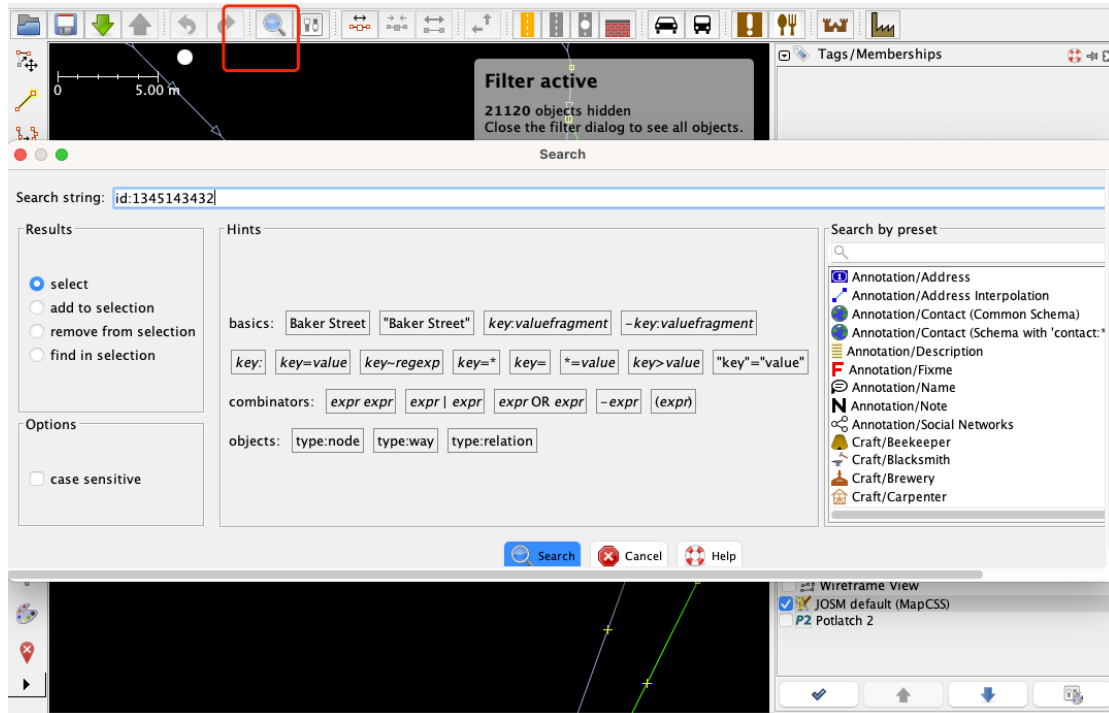 Tags/Memberships
0 5.00 m
Filter active
21120 objects hidden
Close the filter dialog to see all objects.
Search
Search string: id:1345143432
Results
select
add to selection
remove from selection
find in selection
Options
case sensitive
Hints
basics: Baker Street "Baker Street" key:valuefragment -key:valuefragment
key: key=value key~regexp key=* key= *=value key>value "key"="value"
combinators: expr expr expr | expr expr OR expr -expr (expr)
objects: type:node type:way type:relation
Search by preset
Annotation/Address
Annotation/Address Interpolation
Annotation/Contact (Common Schema)
Annotation/Contact (Schema with 'contact:*
Annotation/Description
Annotation/Fixme
Annotation/Name
Annotation/Note
Annotation/Social Networks
Craft/Beekeeper
Craft/Blacksmith
Craft/Brewery
Craft/Carpenter
Search Cancel Help
Wireframe View
JOSM default (MapCSS)
P2 Potlatch 2